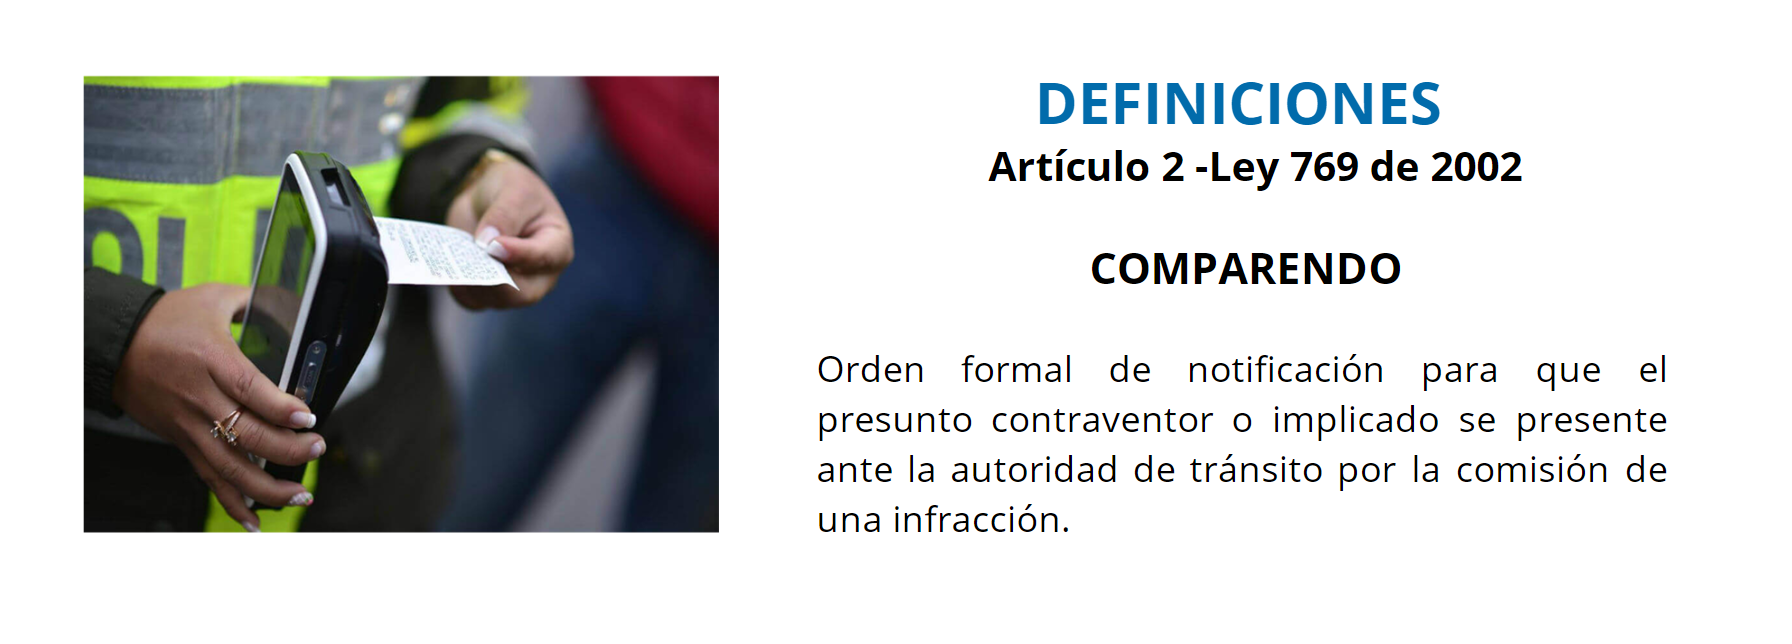 DEFINICIONES
Artículo 2 -Ley 769 de 2002
COMPARENDO
Orden formal de notificación para que el
presunto contraventor o implicado se presente
ante la autoridad de tránsito por la comisión de
una infracción.